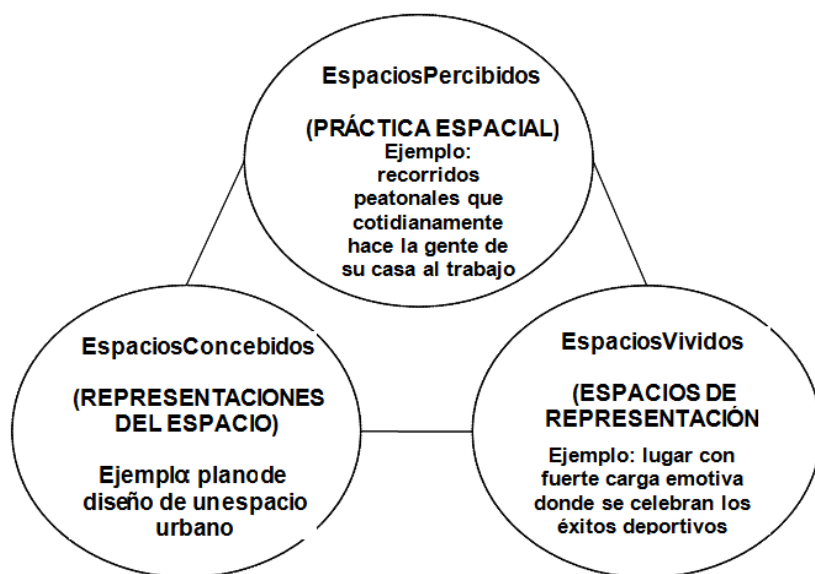 EspaciosPercibidos
(PRÁCTICA ESPACIAL)
Ejemplo:
recorridos
peatonales que
cotidianamente
hace la gente de
su casa al trabajo
EspaciosConcebidos
(REPRESENTACIONES
DEL ESPACIO)
Ejemplα planode
diseño de unespacio
urbano
EspaciosVividos
(ESPACIOS DE
REPRESENTACIÓN
Ejemplo: lugar con
fuerte carga emotiva
donde se celebran los
éxitos deportivos